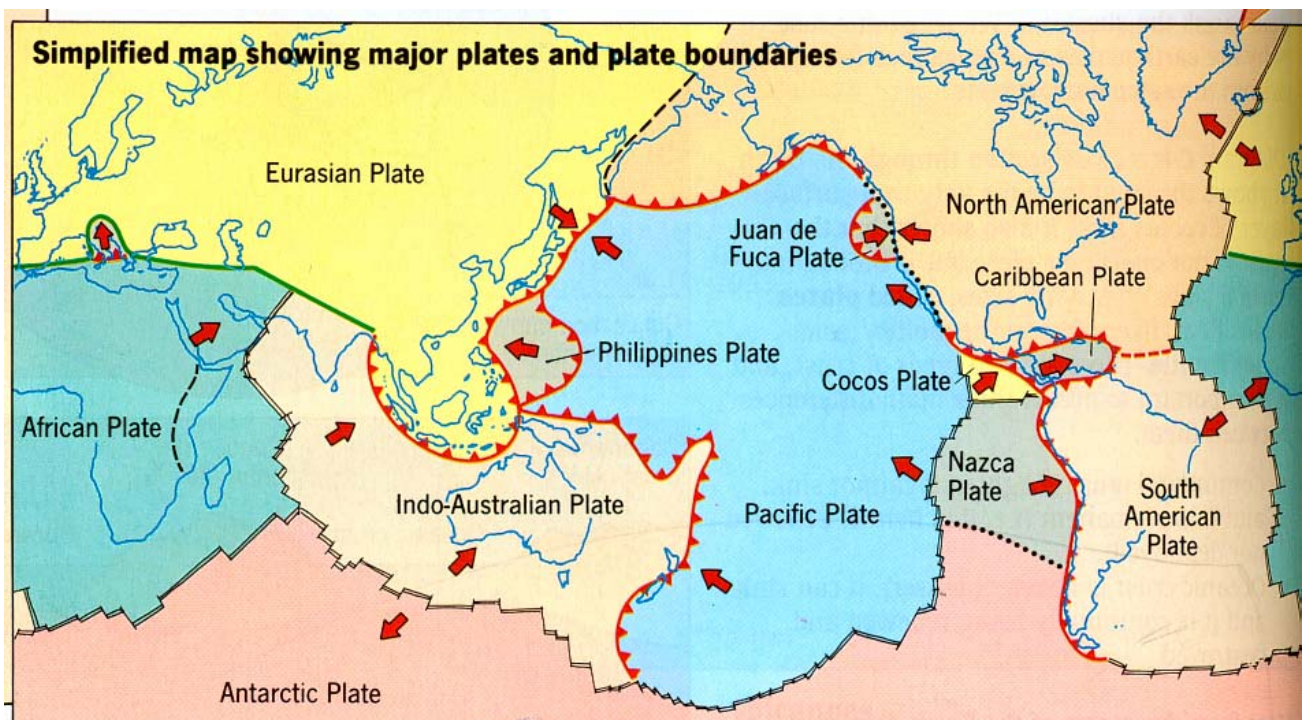 Simplified map showing major plates and plate boundaries
Eurasian Plate
North American Plate
Juan de
Fuca Plate
Caribbean Plate
Philippines Plate
Cocos Plate
African Plate
Indo-Australian Plate
Pacific Plate
Nazca
Plate
South
American
Plate
Antarctic Plate